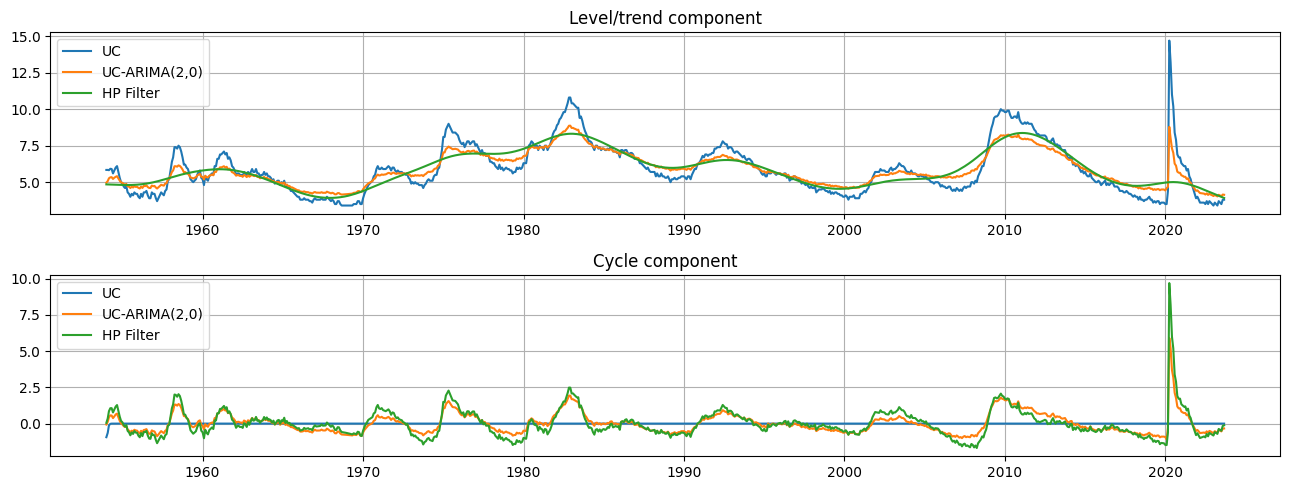 Level/trend component
15.0
12.5
10.0
7.5
5.0
UC
UC-ARIMA(2,0)
HP Filter
1960 1970 1980 1990 2000 2010 2020
Cycle component
10.0
7.5
5.0
2.5
0.0
UC
UC-ARIMA(2,0)
HP Filter
1960 1970 1980 1990 2000 2010 2020